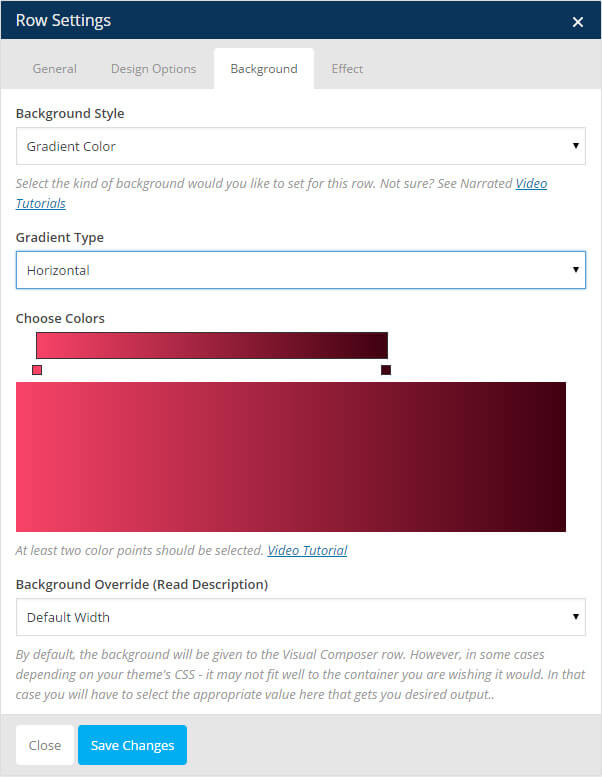 Row Settings ×
General Design Options Background Effect
Background Style
Gradient Color
Select the kind of background would you like to set for this row. Not sure? See Narrated Video
Tutorials
Gradient Type
Horizontal
Choose Colors
At least two color points should be selected. Video Tutorial
Background Override (Read Description)
Default Width
By default, the background will be given to the Visual Composer row. However, in some cases
depending on your theme's CSS - it may not fit well to the container you are wishing it would. In that
case you will have to select the appropriate value here that gets you desired output..
Close Save Changes